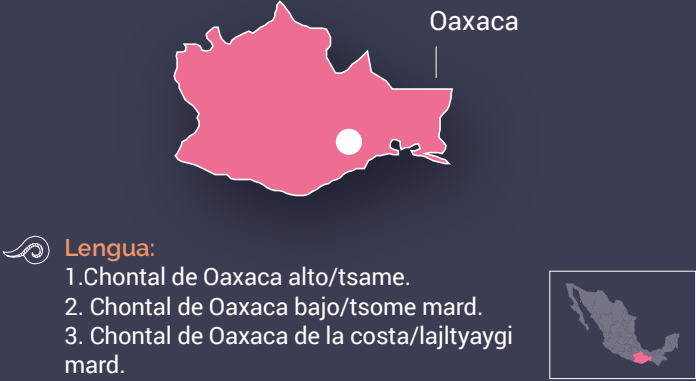 Oaxaca
Lengua:
1.Chontal de Oaxaca alto/tsame.
2. Chontal de Oaxaca bajo/tsome mard.
3. Chontal de Oaxaca de la costa/lajltyaygi
mard.